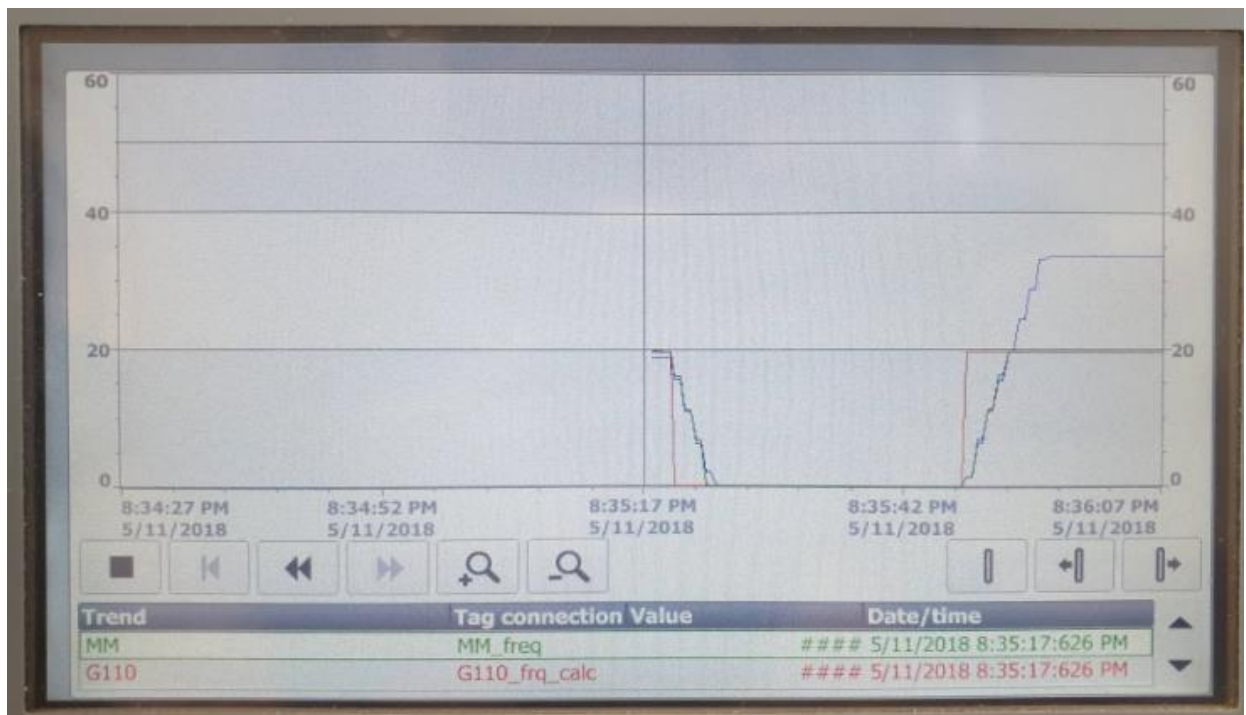 60 60
40 40
20 20
0 0
8:34:27 PM 8:34:52 PM 8:35:17 PM 8:35:42 PM 8:36:07 PM
5/11/2018 5/11/2018 5/11/2018 5/11/2018 5/11/2018
Trend Tag connection Value Date/time
MM MM_freq #### 5/11/2018 8:35:17:626 PM
G110 G110_frq_calc #### 5/11/2018 8:35:17:626 PM